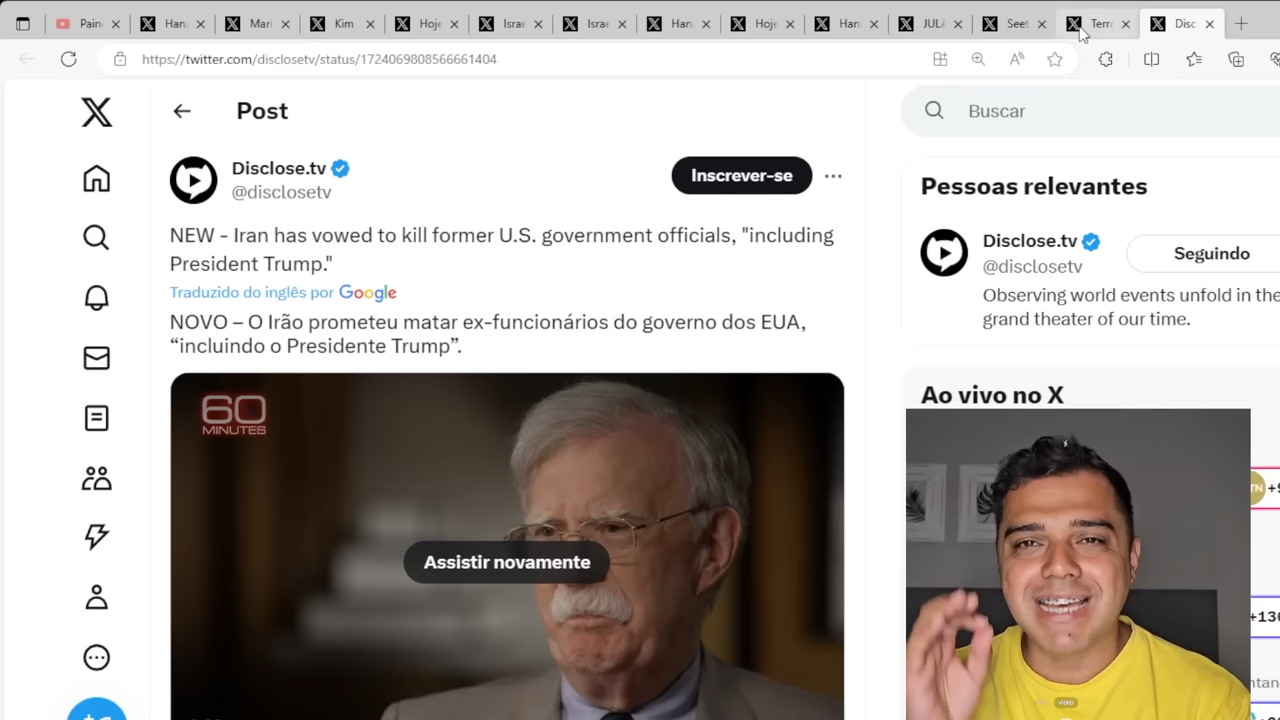 Pain
Han
Mari
Kim
Hoje
Israe
Israe
Han
Hoje
Han
JULA
Seet
Terro
Disc
https://twitter.com/disclosetv/status/1724069808566661404
Post
Buscar
Disclose.tv
@disclosetv
Inscrever-se
NEW - Iran has vowed to kill former U.S. government officials, "including
President Trump."
Traduzido do inglês por Google
NOVO – O Irão prometeu matar ex-funcionários do governo dos EUA,
“incluindo o Presidente Trump”.
60
MINUTES
Assistir novamente
Pessoas relevantes
Disclose.tv
@disclosetv
Seguindo
Observing world events unfold in the
grand theater of our time.
Ao vivo no X
+130
VÍDEO